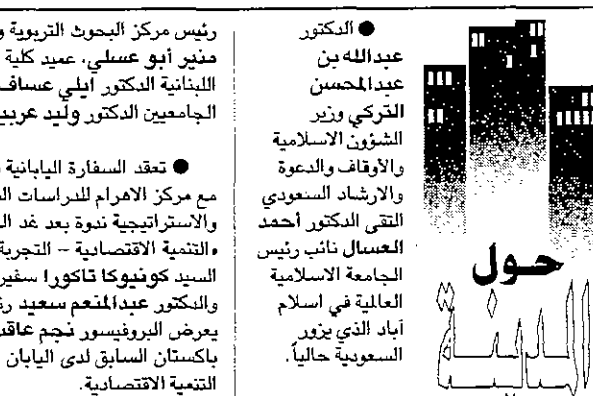 حول
المدينة
● الدكتور
عبدالله بن
عبدالمحسن
التركي وزير
الشؤون الاسلامية
والأوقاف والدعوة
والارشاد السعودي
التقى الدكتور أحمد
العسال نائب رئيس
الجامعة الاسلامية
العالمية في اسلام
آباد الذي يزور
السعودية حالياً.
رئيس مركز البحوث التربوية و
منير أبو عسلي، عميد كلية
اللبنانية الدكتور ايلي عساف
الجامعيين الدكتور وليد عربيد
● تعقد السفارة اليابانية
مع مركز الاهرام للدراسات
والاستراتيجية ندوة بعد غد
«التنمية الاقتصادية – التجربة
السيد كونيوكا تاكورا سفير
والدكتور عبدالمنعم سعيد
يعرض البروفيسور نجم عاقد
باكستان السابق لدى اليابان
التنمية الاقتصادية.